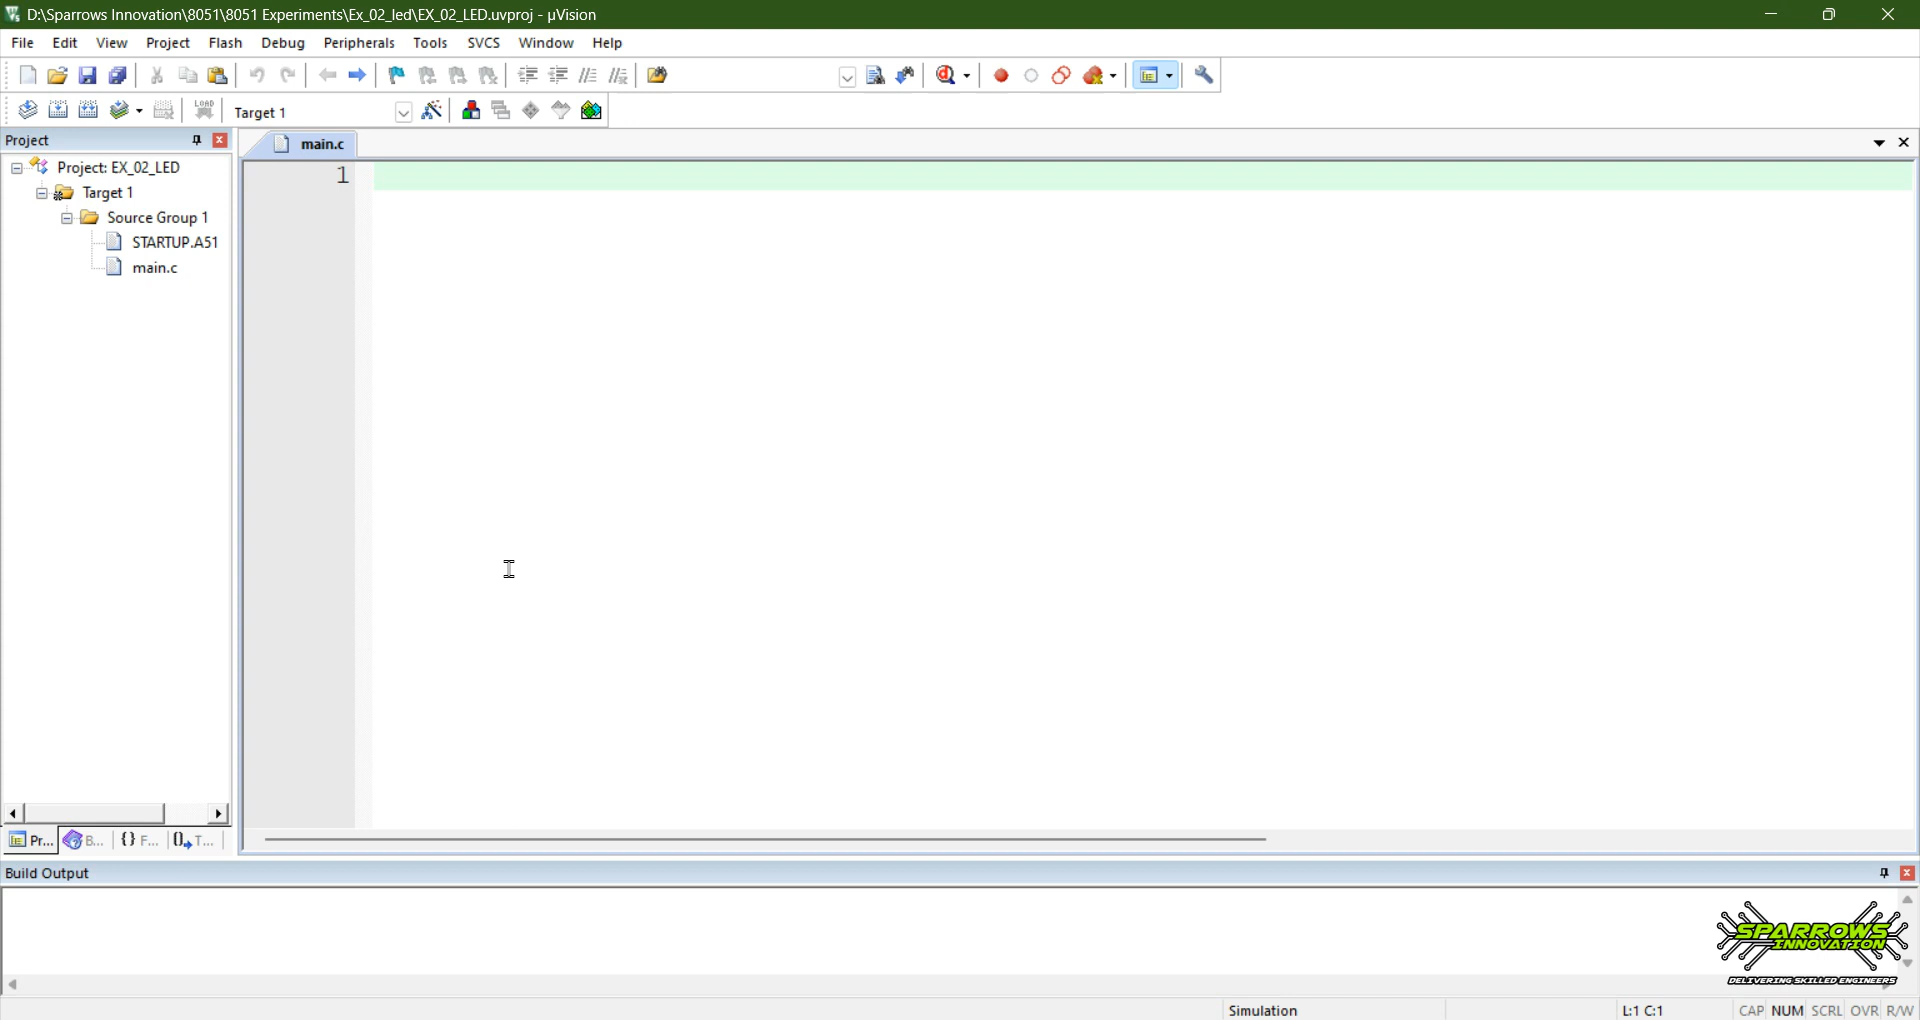 D:\Sparrows Innovation\8051\8051 Experiments\Ex_02_led\EX_02_LED.uvproj - µVision
File Edit View Project Flash Debug Peripherals Tools SVCS Window Help
LOAD Target 1
Project
main.c
Project: EX_02_LED
1
Target 1
Source Group 1
STARTUP.A51
main.c
Pr... B... {} F... 0 T...
Build Output
SPARROWS
INNOVATION
DELIVERING SKILLED ENGINEERS
Simulation L:1 C:1 CAP NUM SCRL OVR R/W